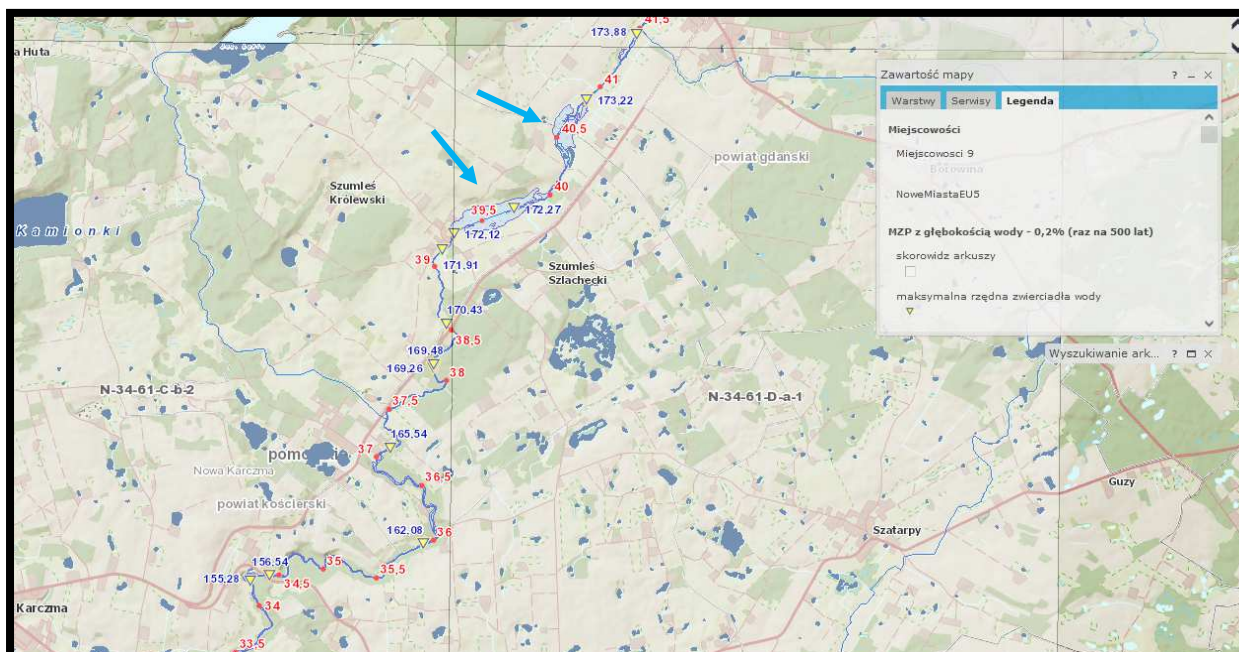 41,5
173,88
a Huta
41
173,22
40,5
powiat gdański
Szumleś
Królewski
40
39,5
172,27
172,12
Kamionki
39
171,91
Szumleś
Szlachecki
170,43
38,5
169,48
169,26
38
N-34-61-C-b-2
N-34-61-D-a-1
37,5
165,54
37
Nowa Karczma
36,5
powiat kościerski
Guzy
162,08
36
Szatarpy
156,54
35
155,28
34,5
35,5
Karczma
34
33,5
Zawartość mapy
Warstwy Serwisy Legenda
Miejscowości
Miejscowosci 9
NoweMiastaEU5
MZP z głębokością wody - 0,2% (raz na 500 lat)
skorowidz arkuszy
maksymalna rzędna zwierciadła wody
Wyszukiwanie ark...